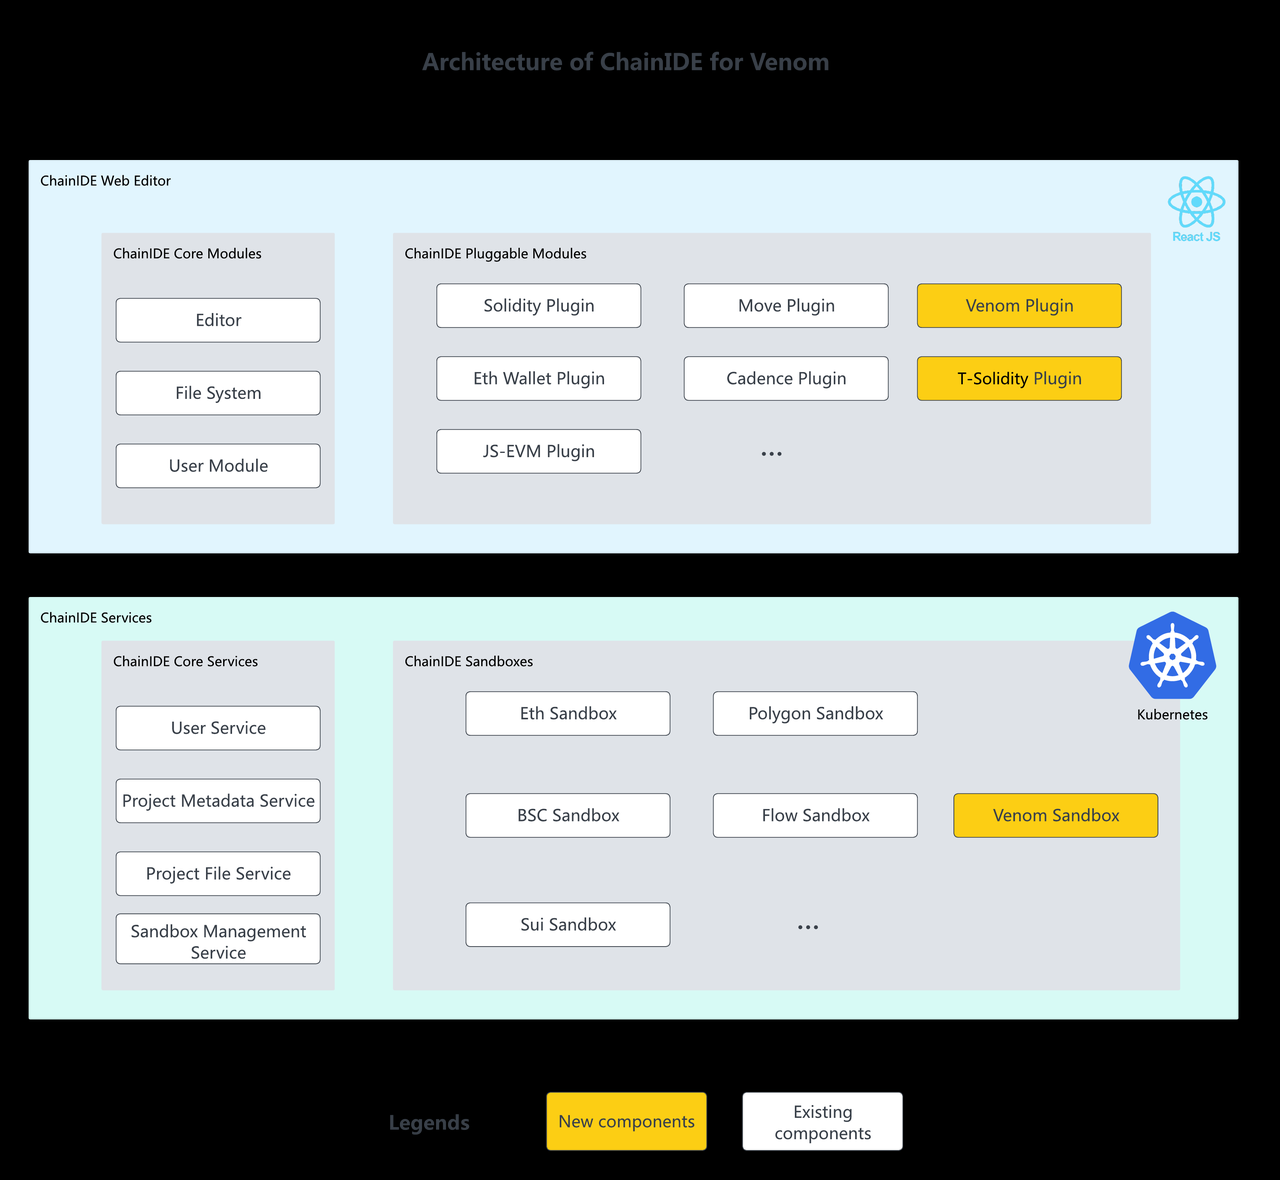 Architecture of ChainIDE for Venom
ChainIDE Web Editor
React JS
ChainIDE Core Modules
Editor
File System
User Module
ChainIDE Pluggable Modules
Solidity Plugin
Move Plugin
Venom Plugin
Eth Wallet Plugin
Cadence Plugin
T-Solidity Plugin
JS-EVM Plugin
...
ChainIDE Services
Kubernetes
ChainIDE Core Services
User Service
Project Metadata Service
Project File Service
Sandbox Management
Service
ChainIDE Sandboxes
Eth Sandbox
Polygon Sandbox
BSC Sandbox
Flow Sandbox
Venom Sandbox
Sui Sandbox
...
Legends
New components
Existing
components